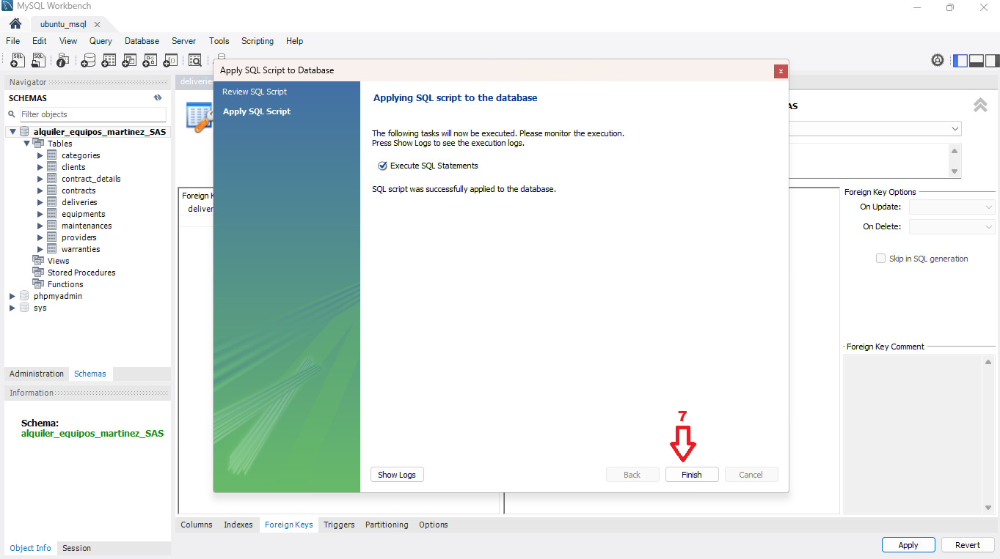 MySQL Workbench
ubuntu_msql
File Edit View Query Database Server Tools Scripting Help
Navigator
SCHEMAS
Filter objects
alquiler_equipos_martinez_SAS
Tables
categories
clients
contract_details
contracts
deliveries
equipments
maintenances
providers
warranties
Views
Stored Procedures
Functions
phpmyadmin
sys
Administration Schemas
Information
Schema:
alquiler_equipos_martinez_SAS
Object Info Session
deliverie
Apply SQL Script to Database
x
Review SQL Script
Apply SQL Script
Applying SQL script to the database
The following tasks will now be executed. Please monitor the execution.
Press Show Logs to see the execution logs.
Execute SQL Statements
SQL script was successfully applied to the database.
7
Show Logs Back Finish Cancel
AS
Foreign K
deliver
Foreign Key Options
On Update:
On Delete:
Skip in SQL generation
Foreign Key Comment
Columns Indexes Foreign Keys Triggers Partitioning Options
Apply Revert